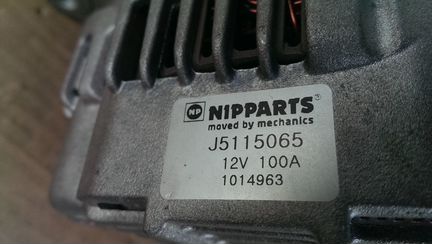 NP NIPPARTS®
moved by mechanics
J5115065
12V 100A
1014963